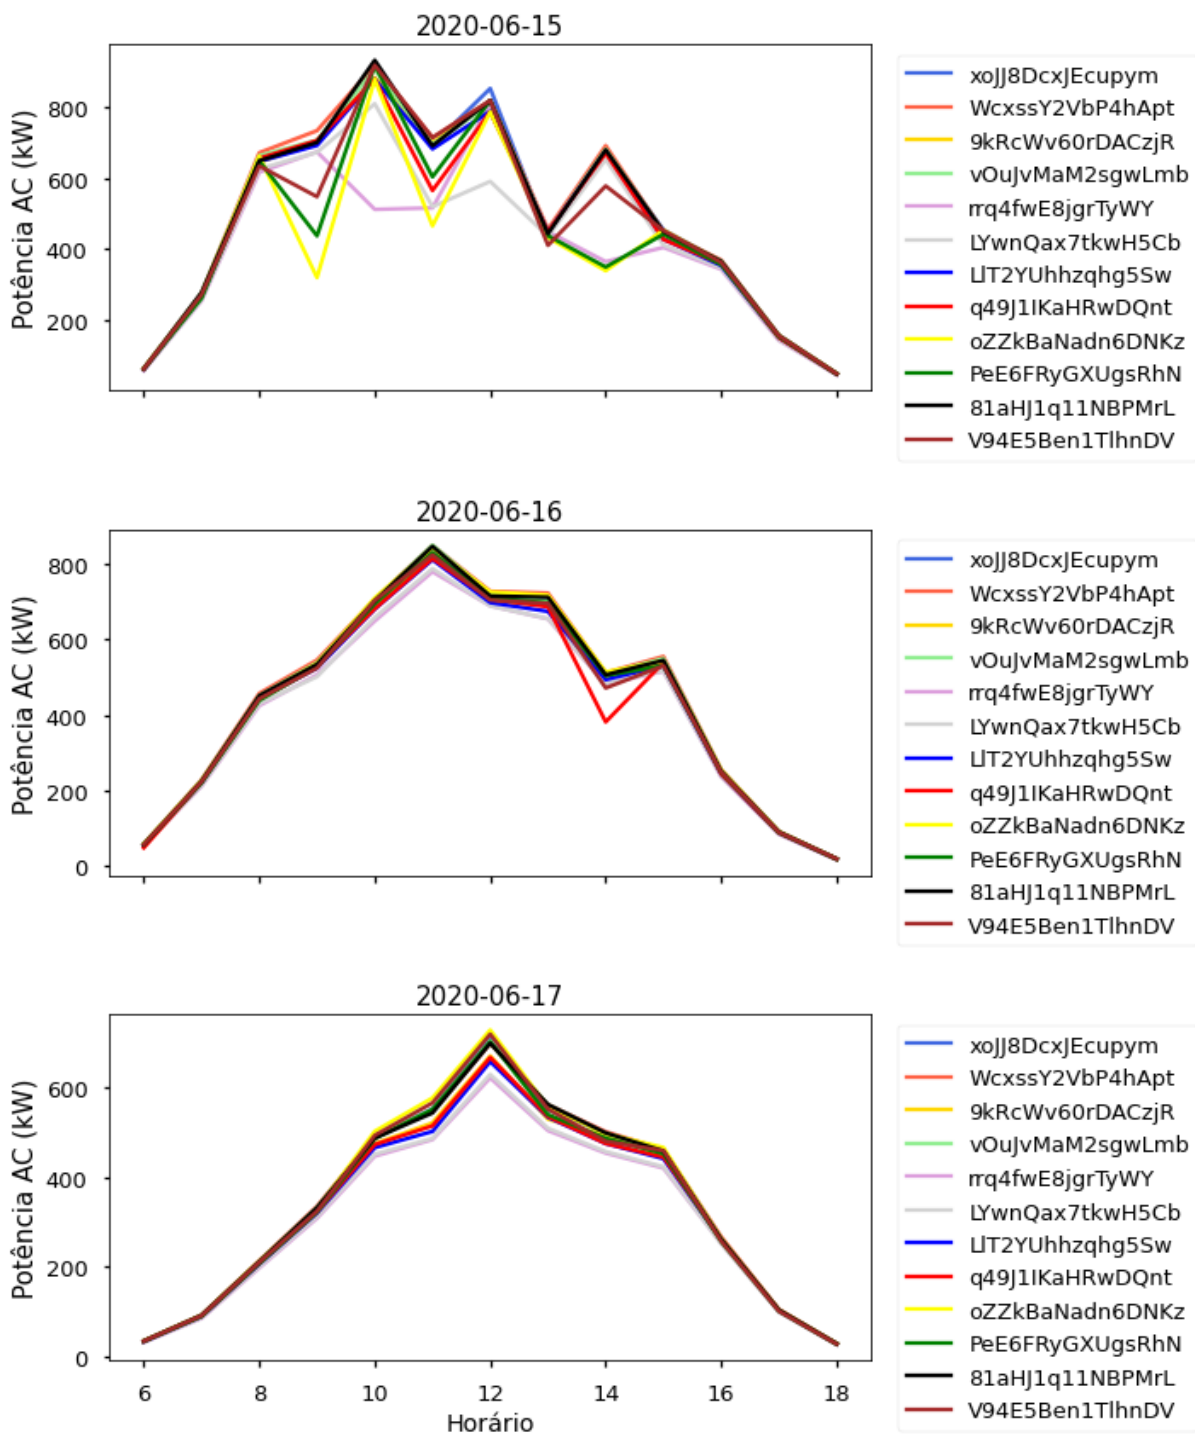 2020-06-15
Potência AC (kW)
800
600
400
200
xoJJ8DcxJEcupym
WcxssY2VbP4hApt
9kRcWv60rDACzjR
vOuJvMaM2sgwLmb
rrq4fwE8jgrTyWY
LYwnQax7tkwH5Cb
LlT2YUhhzqhg5Sw
q49J1IKaHRwDQnt
oZZkBaNadn6DNKz
PeE6FRyGXUgsRhN
81aHJ1q11NBPMrL
V94E5Ben1TlhnDV
2020-06-16
Potência AC (kW)
800
600
400
200
0
xoJJ8DcxJEcupym
WcxssY2VbP4hApt
9kRcWv60rDACzjR
vOuJvMaM2sgwLmb
rrq4fwE8jgrTyWY
LYwnQax7tkwH5Cb
LlT2YUhhzqhg5Sw
q49J1IKaHRwDQnt
oZZkBaNadn6DNKz
PeE6FRyGXUgsRhN
81aHJ1q11NBPMrL
V94E5Ben1TlhnDV
2020-06-17
Potência AC (kW)
600
400
200
0
6 8 10 12 14 16 18
Horário
xoJJ8DcxJEcupym
WcxssY2VbP4hApt
9kRcWv60rDACzjR
vOuJvMaM2sgwLmb
rrq4fwE8jgrTyWY
LYwnQax7tkwH5Cb
LlT2YUhhzqhg5Sw
q49J1IKaHRwDQnt
oZZkBaNadn6DNKz
PeE6FRyGXUgsRhN
81aHJ1q11NBPMrL
V94E5Ben1TlhnDV